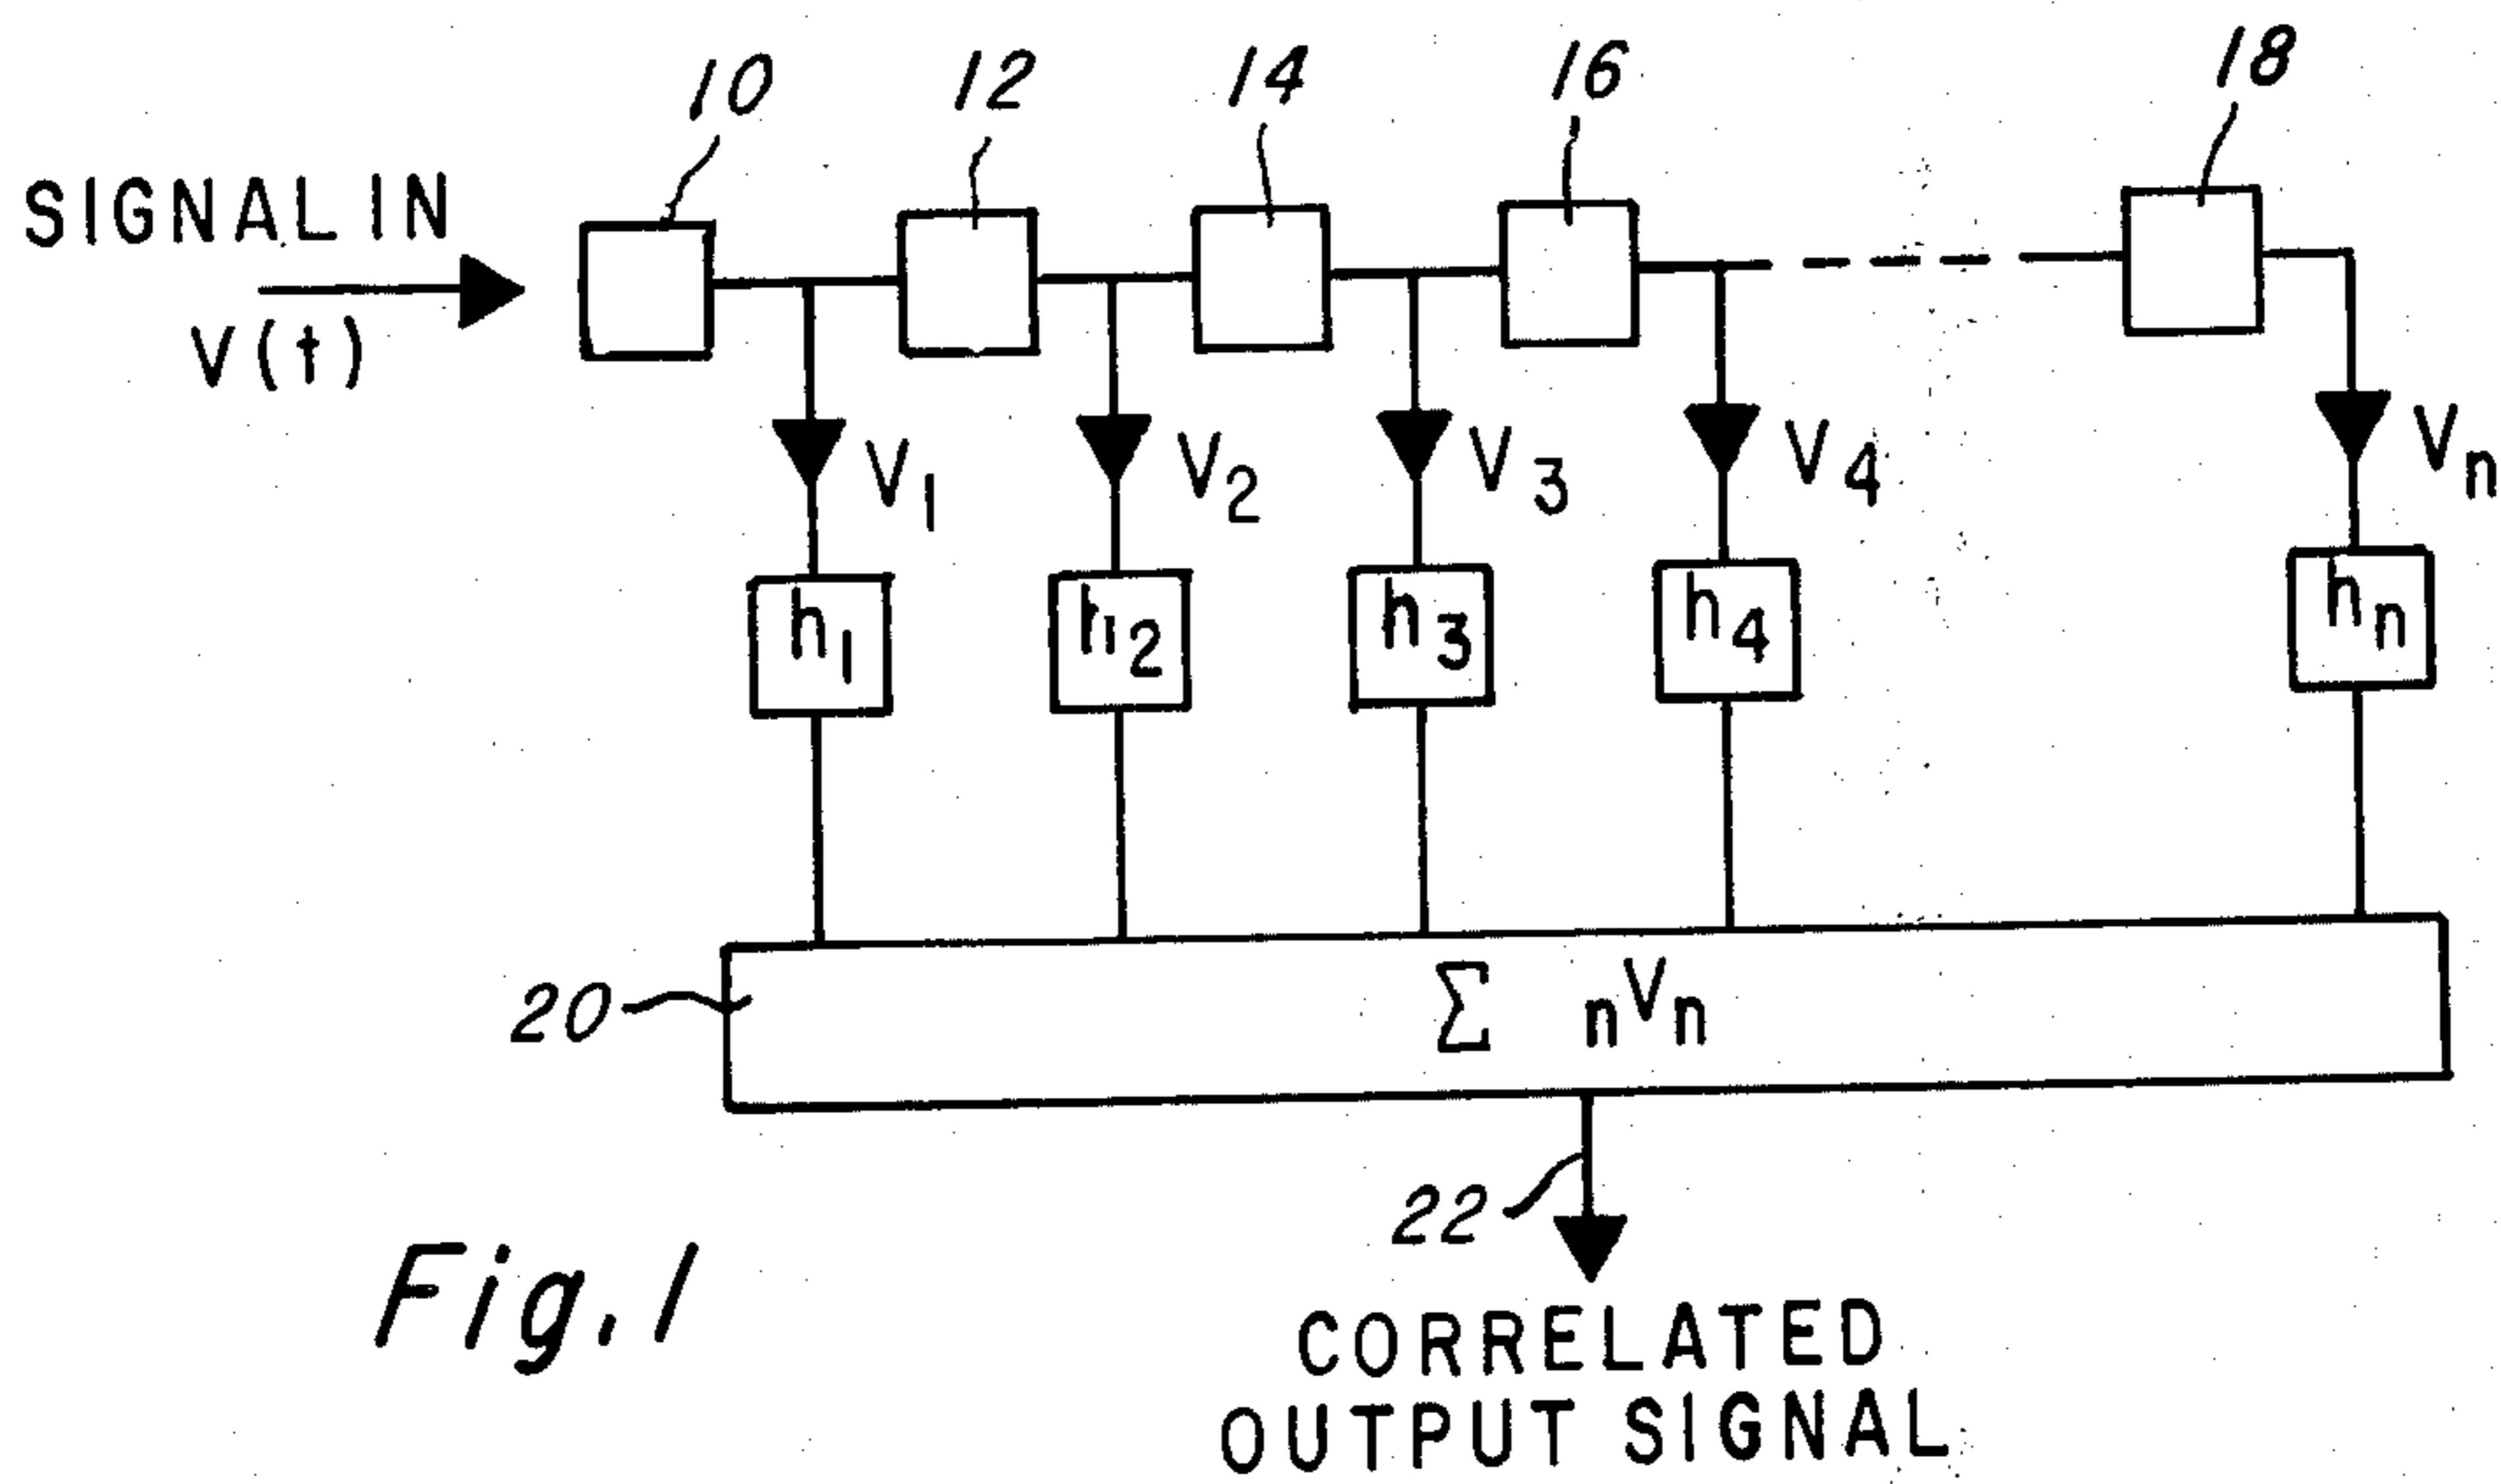 10 12 14 16 18
SIGNAL IN
V(t)
V1 V2 V3 V4 Vn
h1 h2 h3 h4 hn
20 Σ nVn
22
Fig. 1
CORRELATED
OUTPUT SIGNAL